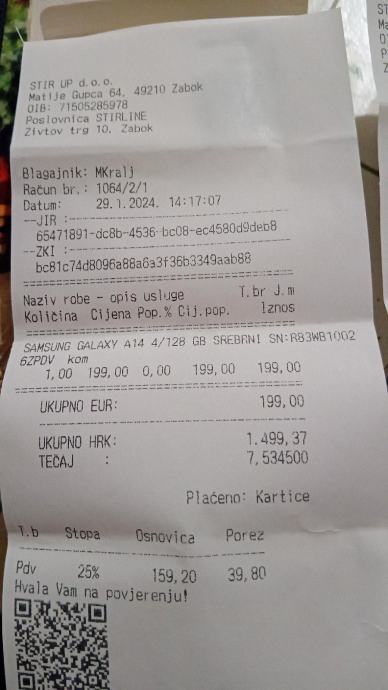 STIR UP d.o.o.
Matije Gupca 64, 49210 Zabok
OIB: 71505285978
Poslovnica STIRLINE
Zivtov trg 10, Zabok
Blagajnik: MKralj
Račun br.: 1064/2/1
Datum: 29.1.2024. 14:17:07
--JIR :
65471891-dc8b-4536-bc08-ec4580d9deb8
--ZKI :
bc81c74d8096a88a6a3f36b3349aab88
Naziv robe - opis usluge T.br J.m
Količina Cijena Pop.% Cij.pop. Iznos
SAMSUNG GALAXY A14 4/128 GB SREBRNI SN:R83WB1002
6ZPDV kom
1,00 199,00 0,00 199,00 199,00
UKUPNO EUR: 199,00
UKUPNO HRK: 1.499,37
TEČAJ : 7,534500
Plaćeno: Kartice
T.b Stopa Osnovica Porez
Pdv 25% 159,20 39,80
Hvala Vam na povjerenju!